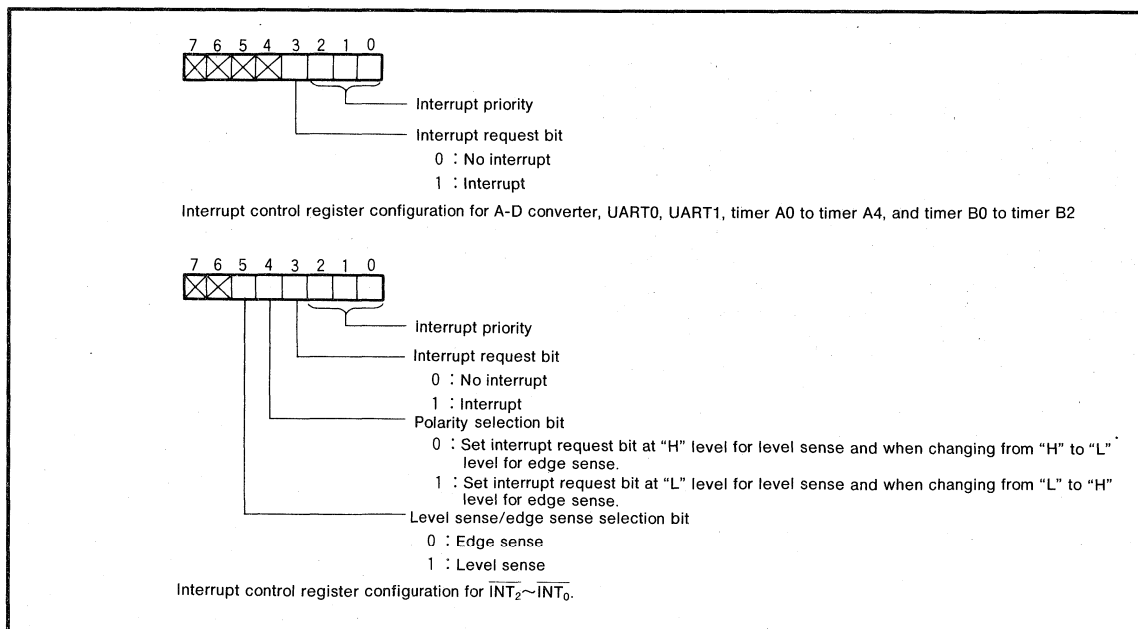 7 6 5 4 3 2 1 0
Interrupt priority
Interrupt request bit
0 : No interrupt
1 : Interrupt
Interrupt control register configuration for A-D converter, UART0, UART1, timer A0 to timer A4, and timer B0 to timer B2
7 6 5 4 3 2 1 0
Interrupt priority
Interrupt request bit
0 : No interrupt
1 : Interrupt
Polarity selection bit
0 : Set interrupt request bit at “H” level for level sense and when changing from “H” to “L”
level for edge sense.
1 : Set interrupt request bit at “L” level for level sense and when changing from “L” to “H”
level for edge sense.
Level sense/edge sense selection bit
0 : Edge sense
1 : Level sense
Interrupt control register configuration for I̅N̅T̅₂̅~I̅N̅T̅₀̅.